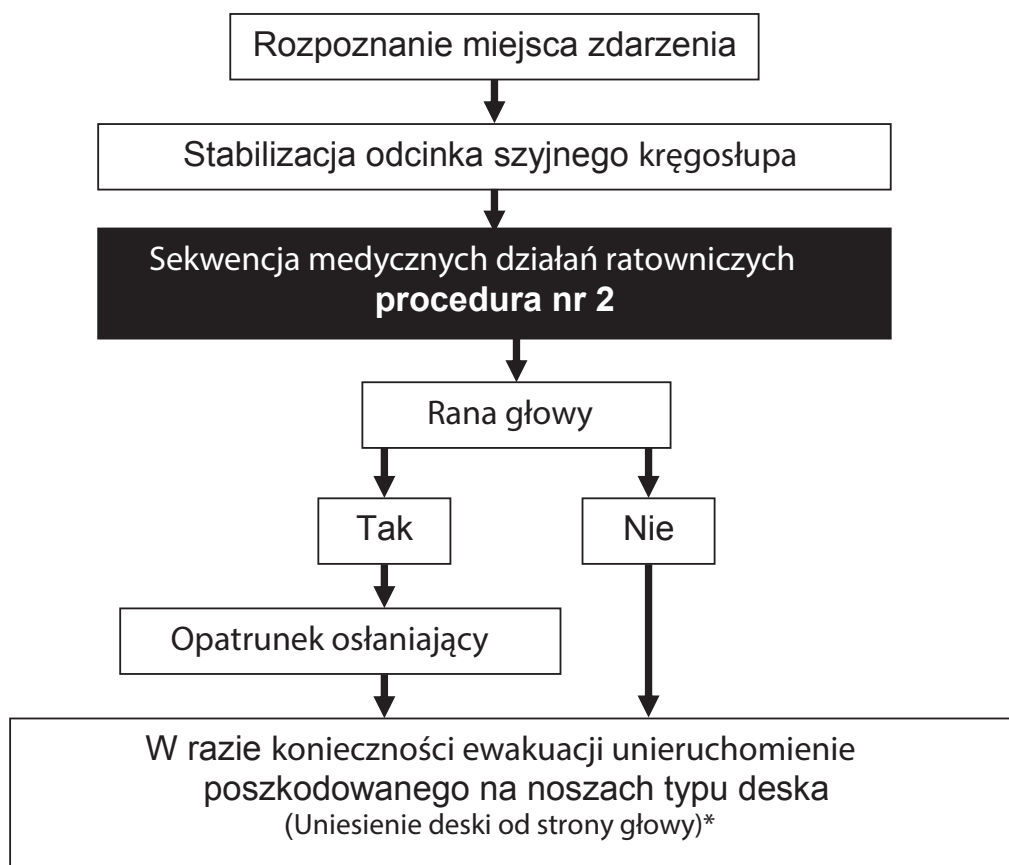 Rozpoznanie miejsca zdarzenia
Stabilizacja odcinka szyjnego kręgosłupa
Sekwencja medycznych działań ratowniczych
procedura nr 2
Rana głowy
Tak
Nie
Opatrunek osłaniający
W razie konieczności ewakuacji unieruchomienie
poszkodowanego na noszach typu deska
(Uniesienie deski od strony głowy)*